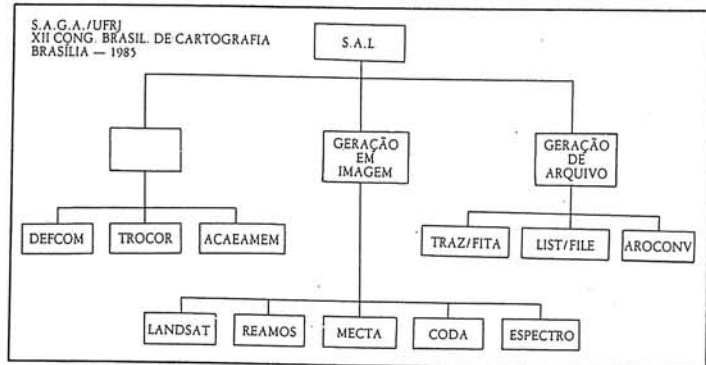 S.A.G.A./UFRJ
XII CONG. BRASIL. DE CARTOGRAFIA
BRASÍLIA — 1985
S.A.L
GERAÇÃO
EM
IMAGEM
GERAÇÃO
DE
ARQUIVO
DEFCOM
TROCOR
ACAEAMEM
TRAZ/FITA
LIST/FILE
AROCONV
LANDSAT
REAMOS
MECTA
CODA
ESPECTRO